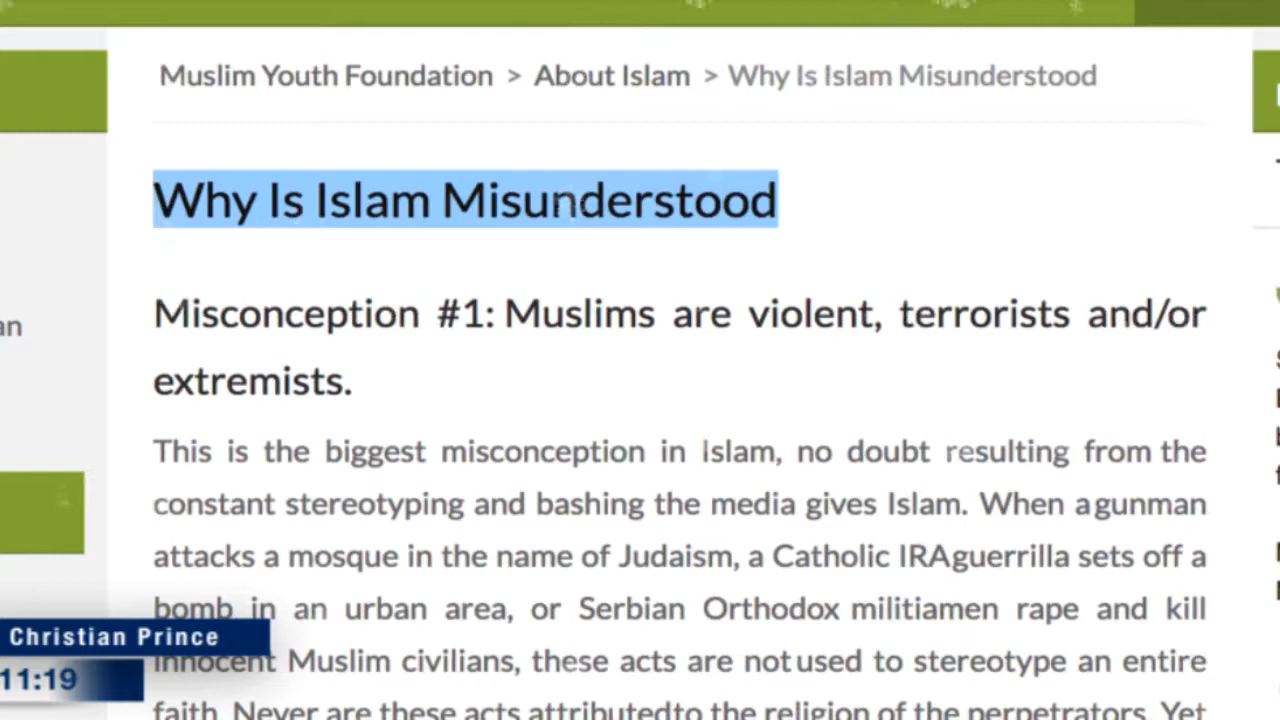 Muslim Youth Foundation > About Islam > Why Is Islam Misunderstood
Why Is Islam Misunderstood
Misconception #1: Muslims are violent, terrorists and/or
extremists.
an
This is the biggest misconception in Islam, no doubt resulting from the
constant stereotyping and bashing the media gives Islam. When agunman
attacks a mosque in the name of Judaism, a Catholic IRAguerrilla sets off a
bomb in an urban area, or Serbian Orthodox militiamen rape and kill
Christian Prince
innocent Muslim civilians, these acts are notused to stereotype an entire
11:19
faith. Never are these acts attributedto the religion of the perpetrators. Yet